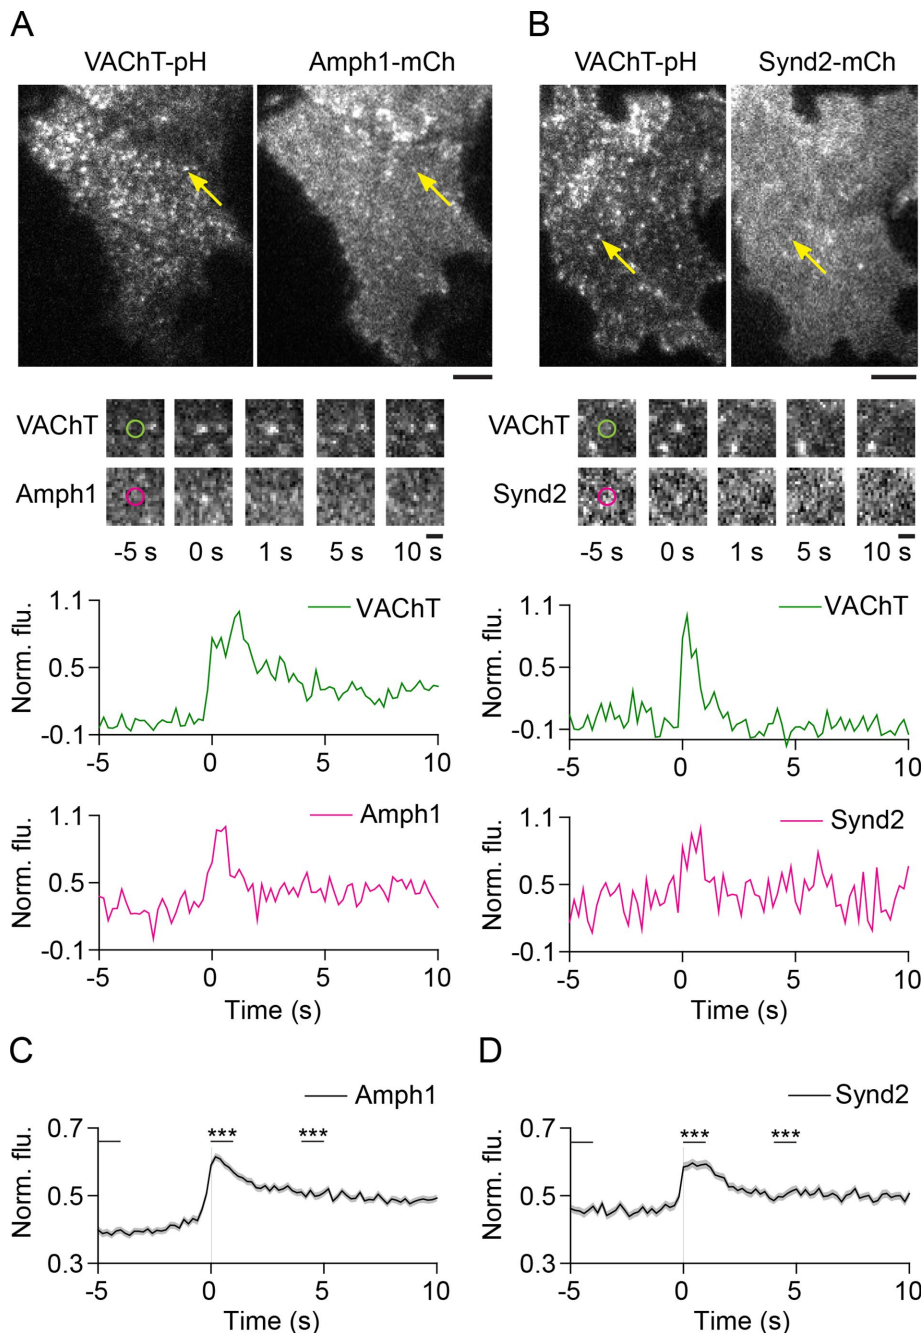 A
VAChT-pH Amph1-mCh
B
VAChT-pH Synd2-mCh
VAChT
Amph1
-5 s 0 s 1 s 5 s 10 s
VAChT
Synd2
-5 s 0 s 1 s 5 s 10 s
Norm. flu.
1.1
0.5
-0.1
-5 0 5 10
VAChT
Norm. flu.
1.1
0.5
-0.1
-5 0 5 10
VAChT
Norm. flu.
1.1
0.5
-0.1
-5 0 5 10
Amph1
Time (s)
Norm. flu.
1.1
0.5
-0.1
-5 0 5 10
Synd2
Time (s)
C
Amph1
Norm. flu.
0.7
0.5
0.3
*** ***
-5 0 5 10
Time (s)
D
Synd2
Norm. flu.
0.7
0.5
0.3
*** ***
-5 0 5 10
Time (s)